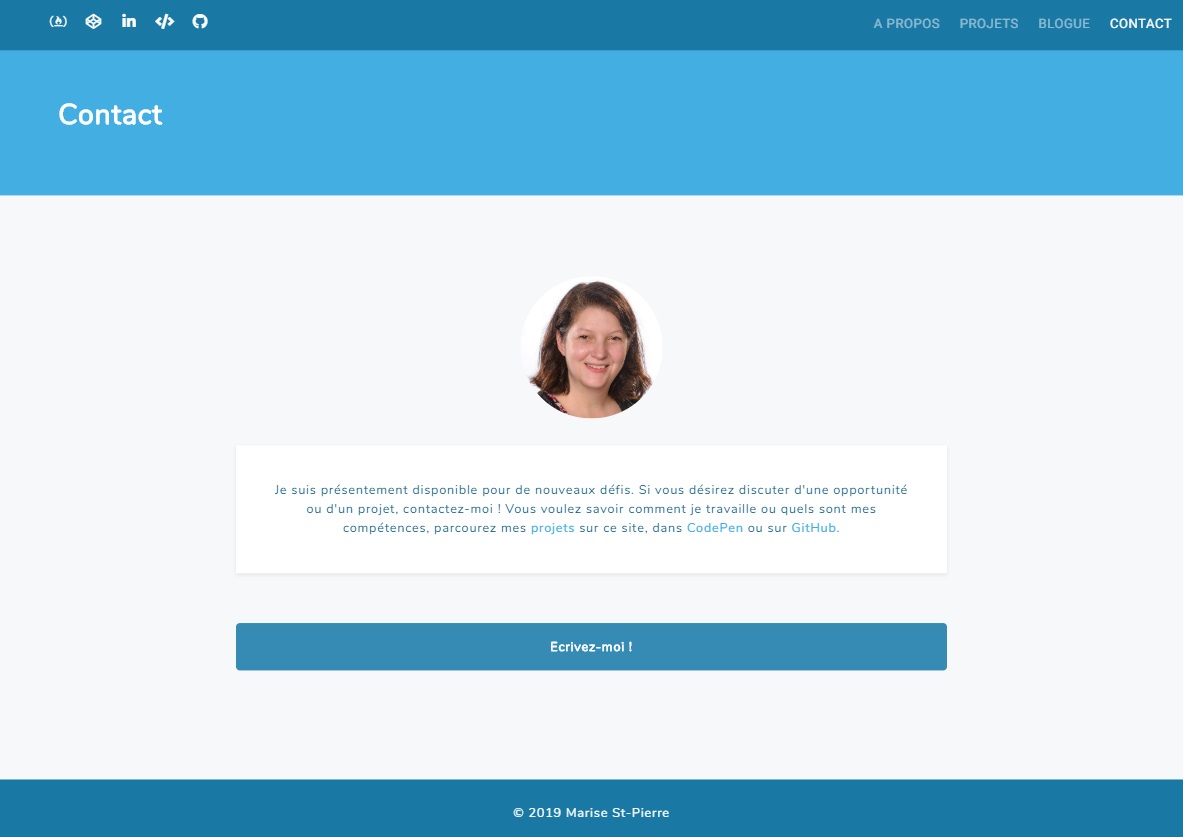 A PROPOS PROJETS BLOGUE CONTACT
Contact
Je suis présentement disponible pour de nouveaux défis. Si vous désirez discuter d'une opportunité
ou d'un projet, contactez-moi ! Vous voulez savoir comment je travaille ou quels sont mes
compétences, parcourez mes projets sur ce site, dans CodePen ou sur GitHub.
Ecrivez-moi !
© 2019 Marise St-Pierre